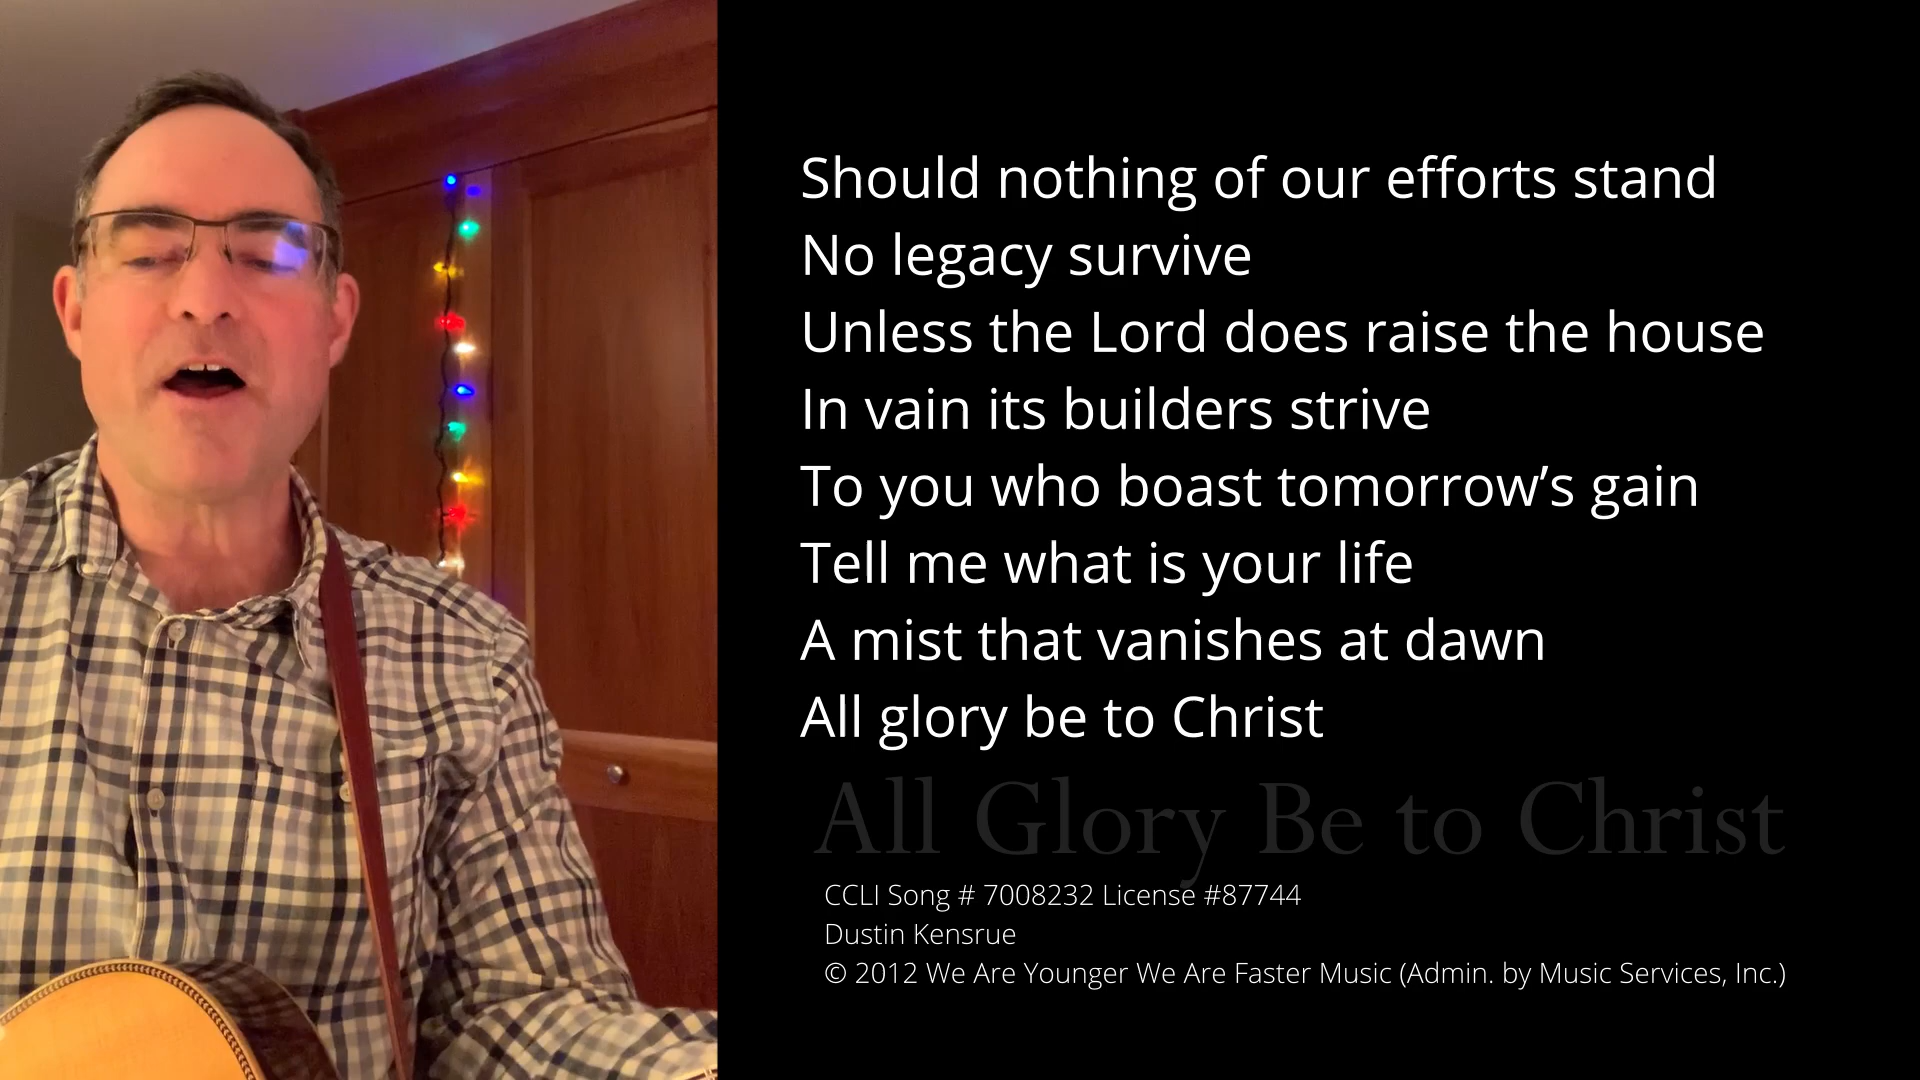 Should nothing of our efforts stand
No legacy survive
Unless the Lord does raise the house
In vain its builders strive
To you who boast tomorrow’s gain
Tell me what is your life
A mist that vanishes at dawn
All glory be to Christ
All Glory Be to Christ
CCLI Song # 7008232 License #87744
Dustin Kensrue
© 2012 We Are Younger We Are Faster Music (Admin. by Music Services, Inc.)